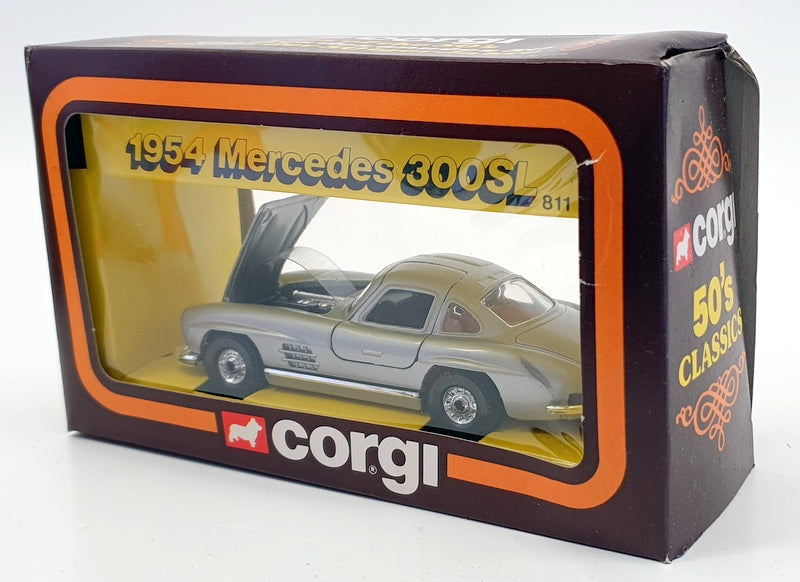 1954 Mercedes 300SL
811
corgi®
corgi
50's
CLASSICS